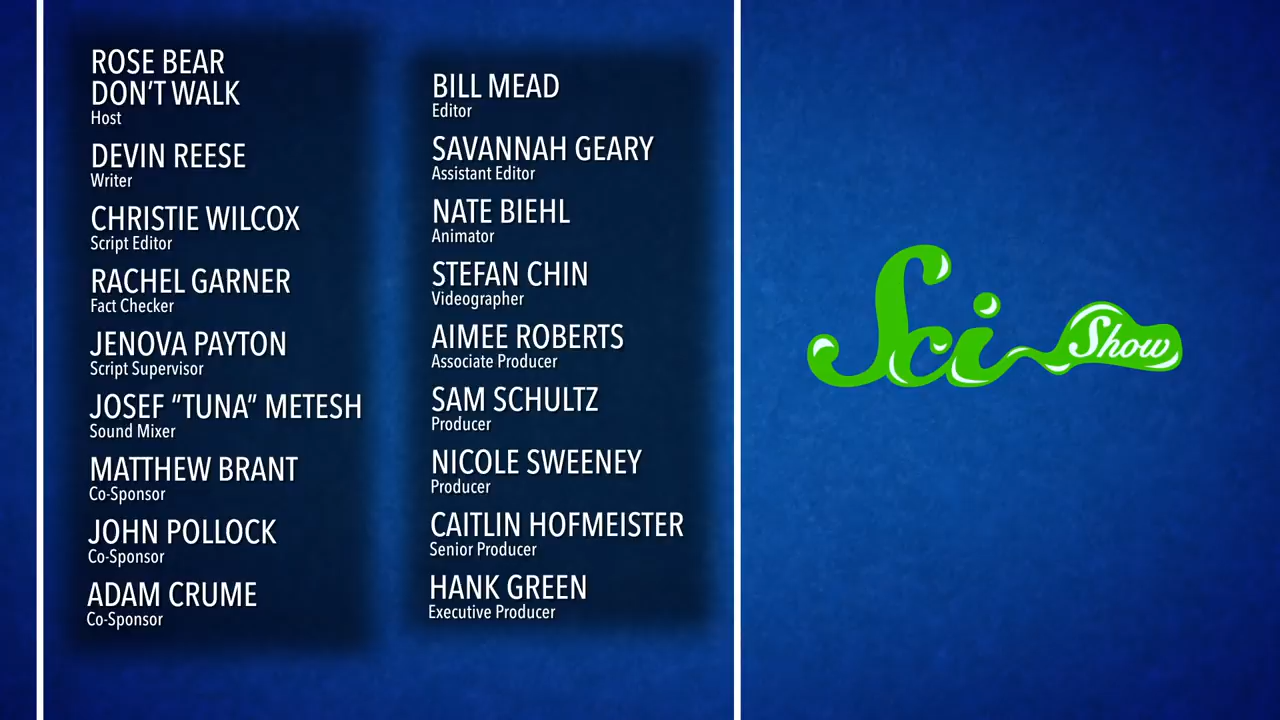 ROSE BEAR
DON'T WALK
Host
DEVIN REESE
Writer
CHRISTIE WILCOX
Script Editor
RACHEL GARNER
Fact Checker
JENOVA PAYTON
Script Supervisor
JOSEF “TUNA” METESH
Sound Mixer
MATTHEW BRANT
Co-Sponsor
JOHN POLLOCK
Co-Sponsor
ADAM CRUME
Co-Sponsor
BILL MEAD
Editor
SAVANNAH GEARY
Assistant Editor
NATE BIEHL
Animator
STEFAN CHIN
Videographer
AIMEE ROBERTS
Associate Producer
SAM SCHULTZ
Producer
NICOLE SWEENEY
Producer
CAITLIN HOFMEISTER
Senior Producer
HANK GREEN
Executive Producer
Sci Show